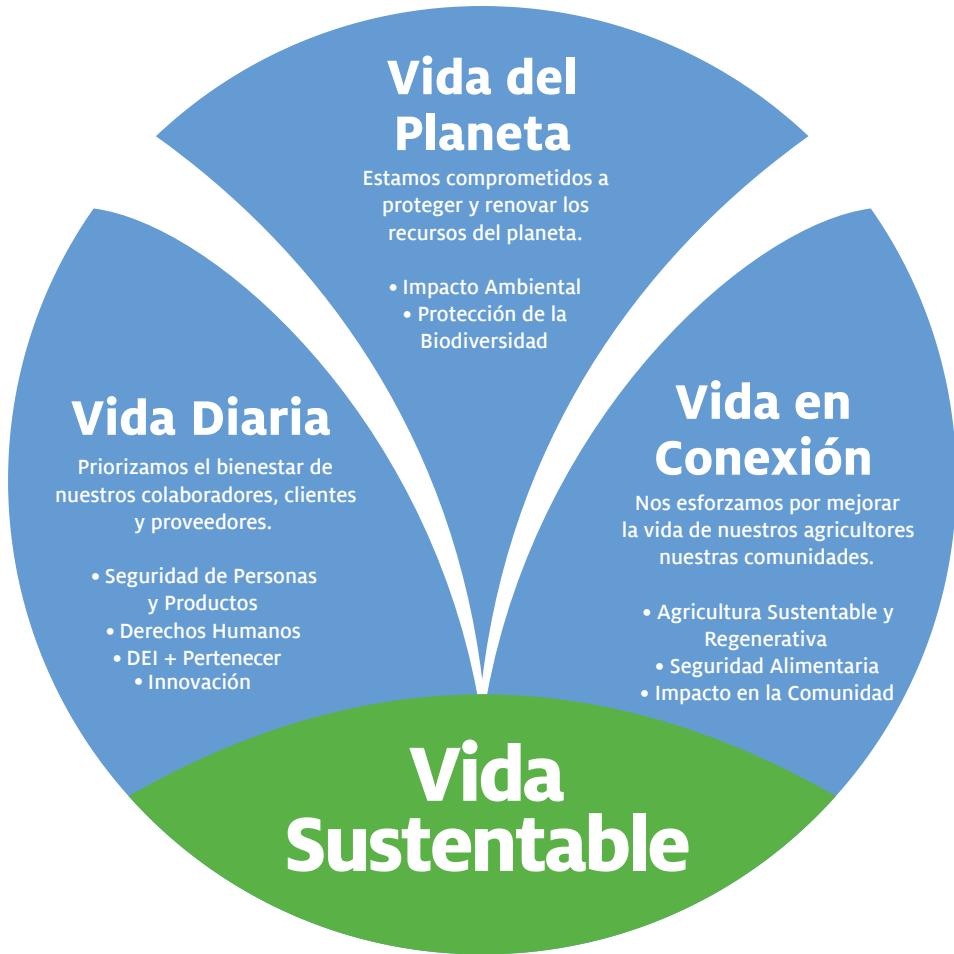 Vida del
Planeta
Estamos comprometidos a
proteger y renovar los
recursos del planeta.
• Impacto Ambiental
• Protección de la
Biodiversidad
Vida Diaria
Priorizamos el bienestar de
nuestros colaboradores, clientes
y proveedores.
• Seguridad de Personas
y Productos
• Derechos Humanos
• DEI + Pertenecer
• Innovación
Vida en
Conexión
Nos esforzamos por mejorar
la vida de nuestros agricultores
nuestras comunidades.
• Agricultura Sustentable y
Regenerativa
• Seguridad Alimentaria
• Impacto en la Comunidad
Vida
Sustentable